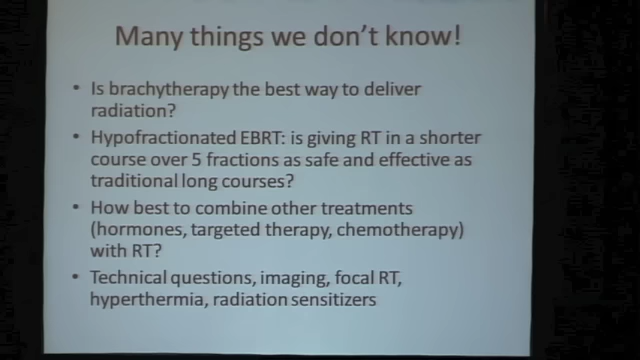 Many things we don't know!
• Is brachytherapy the best way to deliver
radiation?
• Hypofractionated EBRT: is giving RT in a shorter
course over 5 fractions as safe and effective as
traditional long courses?
• How best to combine other treatments
(hormones, targeted therapy, chemotherapy)
with RT?
• Technical questions, imaging, focal RT,
hyperthermia, radiation sensitizers